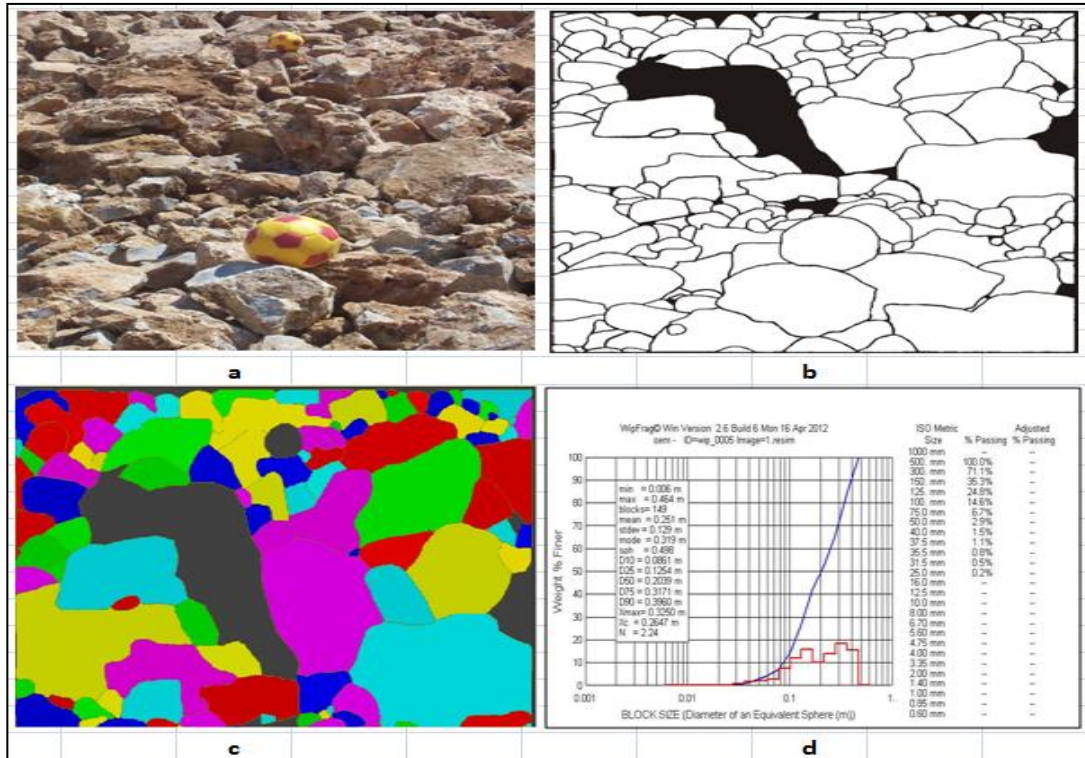 a
b
c
d
WipFrag© Win Version 2.6 Build 6 Mon 16 Apr 2012
ISO Metric Adjusted
Size % Passing % Passing
1000 mm -- --
500. mm 100.0% --
300. mm 71.1% --
150. mm 35.3% --
125. mm 24.8% --
100. mm 14.6% --
75.0 mm 6.7% --
50.0 mm 2.9% --
40.0 mm 1.5% --
37.5 mm 1.1% --
35.5 mm 0.8% --
31.5 mm 0.5% --
25.0 mm 0.2% --
16.0 mm -- --
12.5 mm -- --
10.0 mm -- --
8.00 mm -- --
6.70 mm -- --
5.60 mm -- --
4.75 mm -- --
4.00 mm -- --
3.35 mm -- --
2.00 mm -- --
1.40 mm -- --
1.00 mm -- --
0.85 mm -- --
0.60 mm -- --
ID=wip_0005 Image=1.resim
100
90
80
70
60
50
40
30
20
10
0
Weight % Finer
min = 0.006 m
max = 0.464 m
blocks= 149
mean = 0.251 m
stdev = 0.129 m
mode = 0.319 m
sph = 0.498
D10 = 0.0861 m
D25 = 0.1254 m
D50 = 0.2039 m
D75 = 0.3171 m
D90 = 0.3960 m
Xmax= 0.3250 m
Xc = 0.2647 m
N = 2.24
0.001 0.01 0.1 1.
BLOCK SIZE (Diameter of an Equivalent Sphere (m))